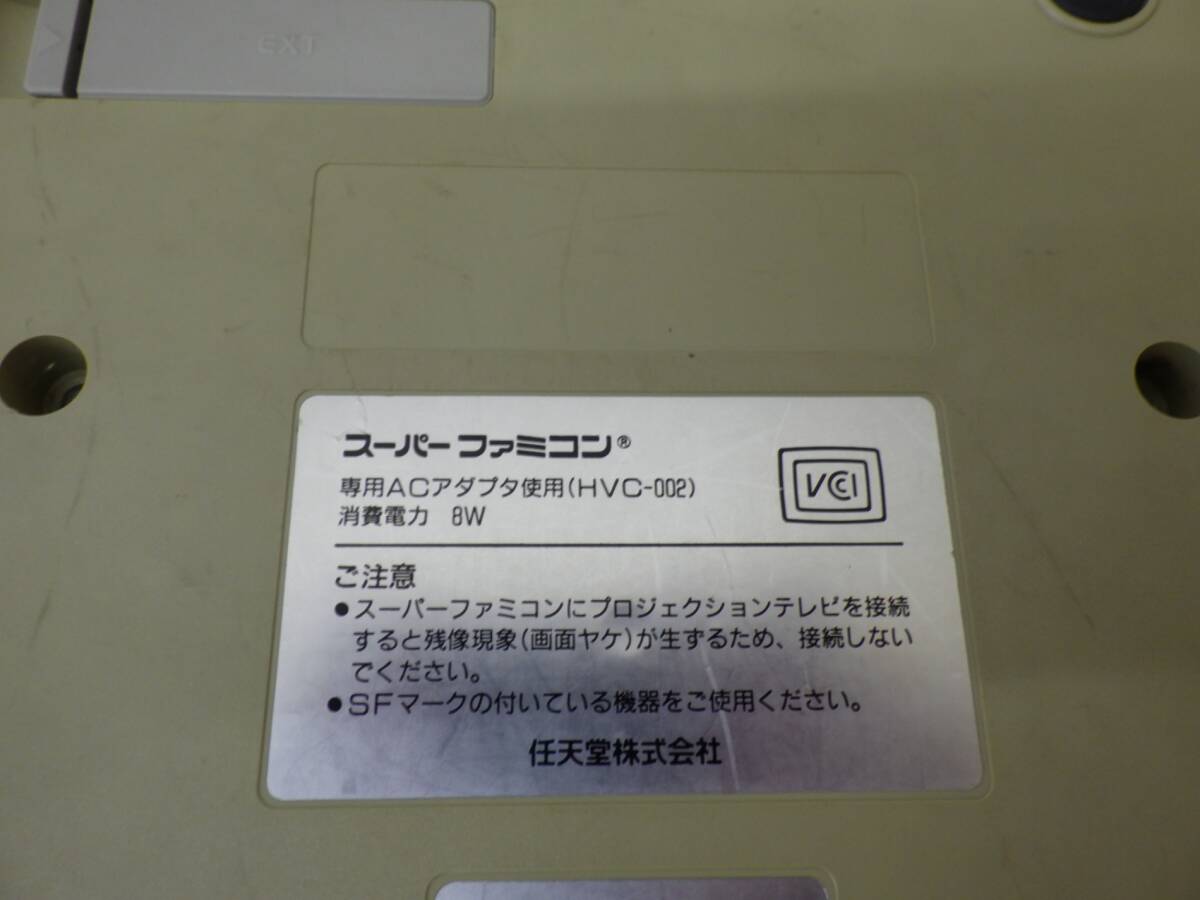 EXT
スーパーファミコン®
専用ACアダプタ使用(HVC-002)
消費電力 8W
VCCI
ご注意
●スーパーファミコンにプロジェクションテレビを接続
すると残像現象(画面ヤケ)が生ずるため、接続しない
でください。
●SFマークの付いている機器をご使用ください。
任天堂株式会社